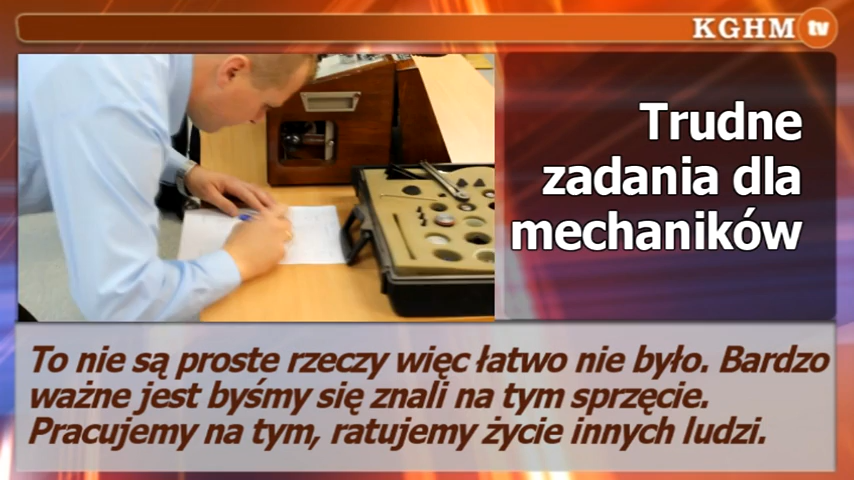 KGHM tv
Trudne
zadania dla
mechaników
To nie są proste rzeczy więc łatwo nie było. Bardzo
ważne jest byśmy się znali na tym sprzęcie.
Pracujemy na tym, ratujemy życie innych ludzi.